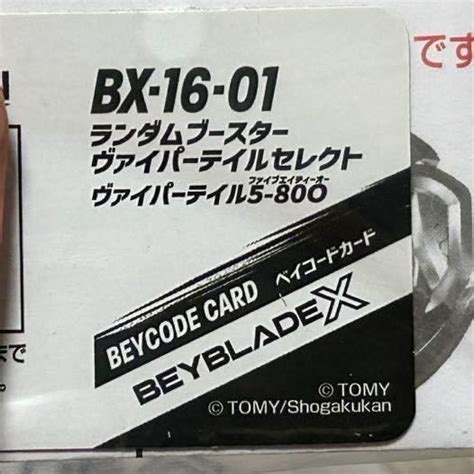 です
BX-16-01
ランダムブースター
ヴァイパーテイルセレクト
ファイブエイティーオー
ヴァイパーテイル5-80O
BEYCODE CARD ベイコードカード
BEYBLADE X
まで
。
© TOMY
© TOMY/Shogakukan